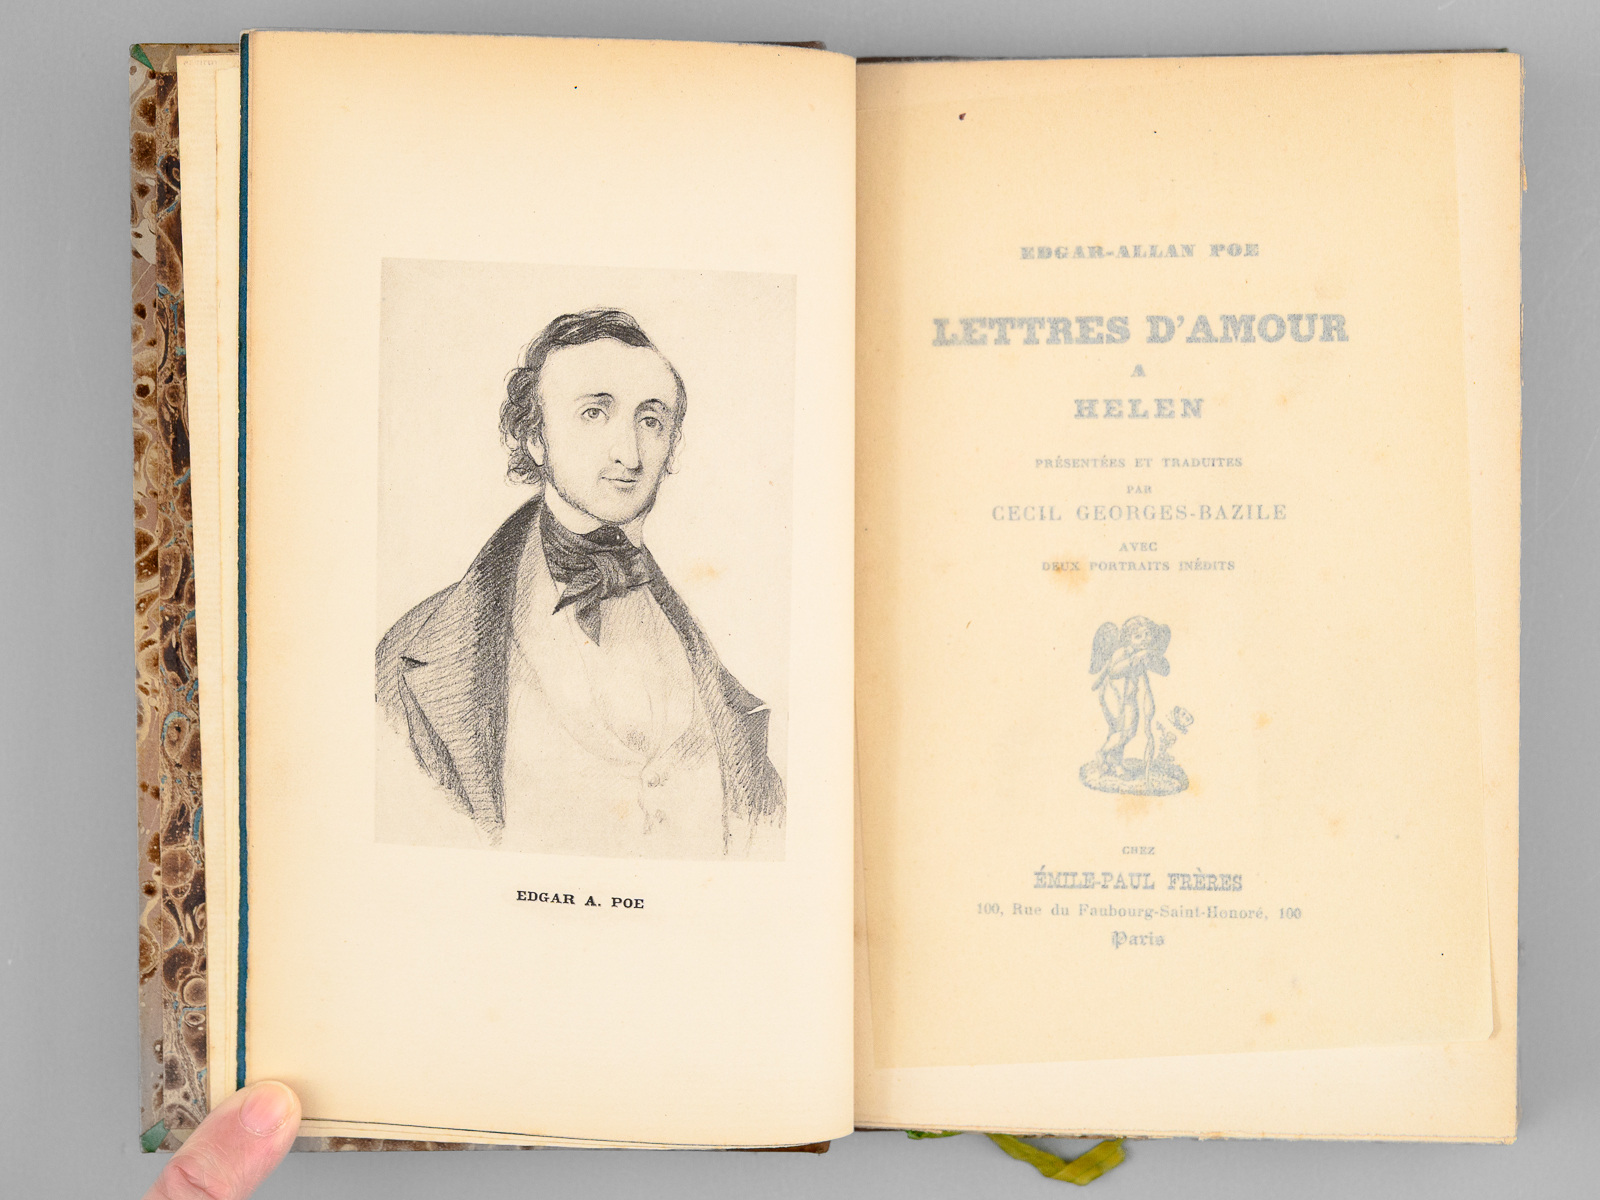 EDGAR A. POE
EDGAR-ALLAN POE
LETTRES D'AMOUR
A
HELEN
PRÉSENTÉES ET TRADUITES
PAR
CECIL GEORGES-BAZILE
AVEC
DEUX PORTRAITS INÉDITS
CHEZ
ÉMILE-PAUL FRÈRES
100, Rue du Faubourg-Saint-Honoré, 100
Paris